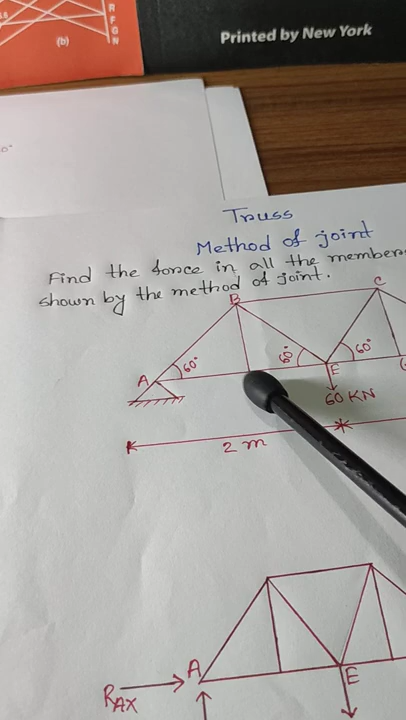 R
F
G
N
(b)
Printed by New York
Truss
Method of joint
Find the force in all the member
shown by the method of joint.
B C
A 60° 60° E 60°
60 KN
2 m
A E
RAX